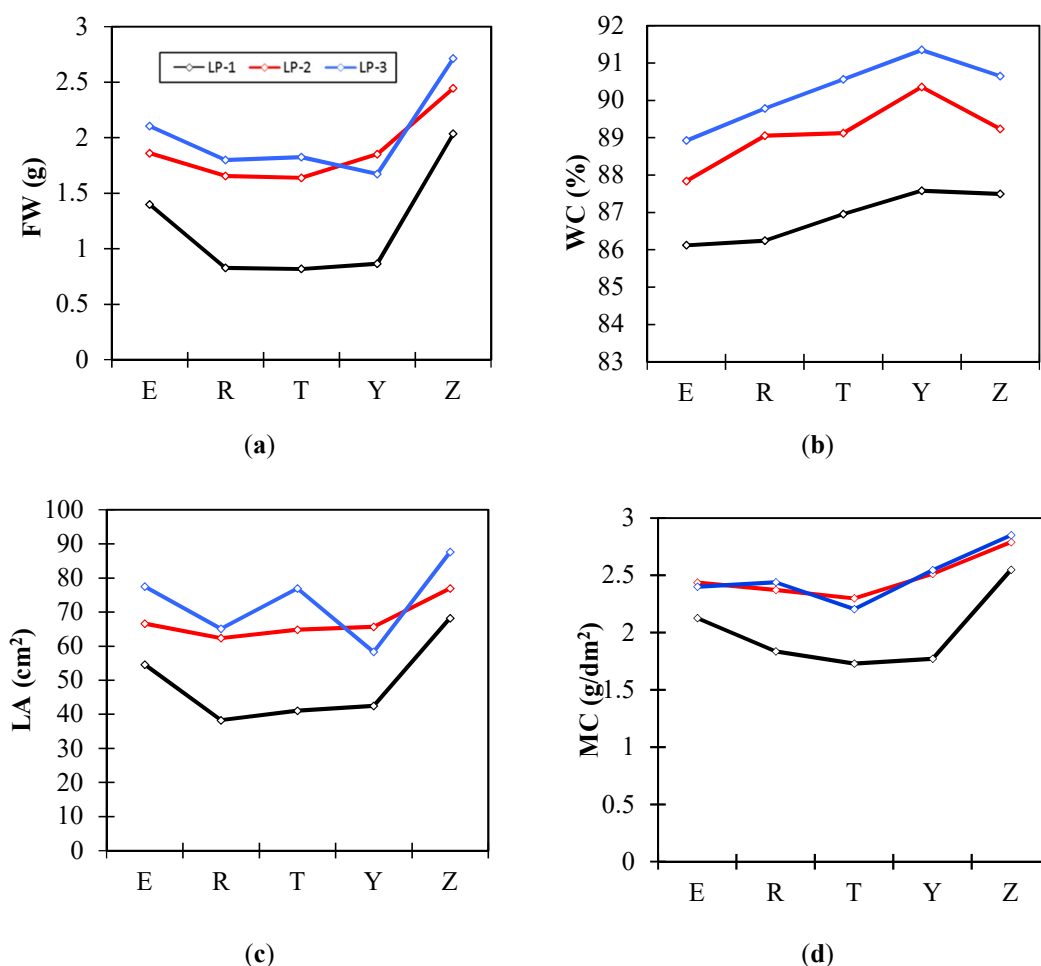 FW (g)
3
2.5
2
1.5
1
0.5
0
LP-1 LP-2 LP-3
E R T Y Z
(a)
WC (%)
92
91
90
89
88
87
86
85
84
83
E R T Y Z
(b)
LA (cm²)
100
90
80
70
60
50
40
30
20
10
0
E R T Y Z
(c)
MC (g/dm²)
3
2.5
2
1.5
1
0.5
0
E R T Y Z
(d)